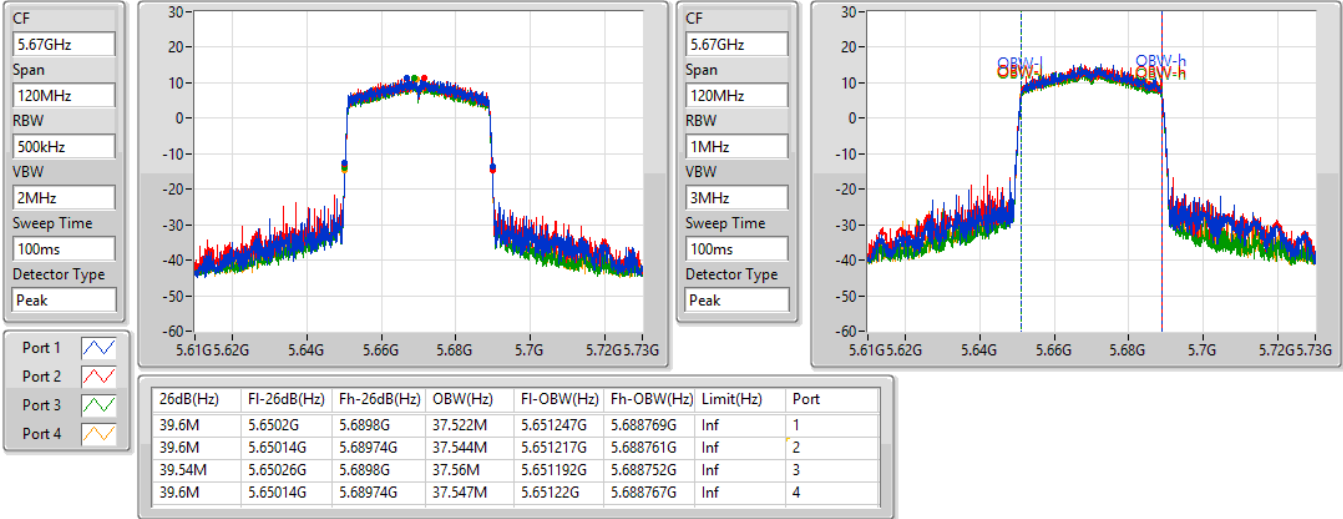 CF
5.67GHz
Span
120MHz
RBW
500kHz
VBW
2MHz
Sweep Time
100ms
Detector Type
Peak
30
20
10
0
-10
-20
-30
-40
-50
-60
5.61G 5.62G 5.64G 5.66G 5.68G 5.7G 5.72G 5.73G
CF
5.67GHz
Span
120MHz
RBW
1MHz
VBW
3MHz
Sweep Time
100ms
Detector Type
Peak
30
20
10
0
-10
-20
-30
-40
-50
-60
OBW-l
OBW-l
OBW-h
OBW-h
5.61G 5.62G 5.64G 5.66G 5.68G 5.7G 5.72G 5.73G
Port 1
Port 2
Port 3
Port 4
26dB(Hz) Fl-26dB(Hz) Fh-26dB(Hz) OBW(Hz) Fl-OBW(Hz) Fh-OBW(Hz) Limit(Hz) Port
39.6M 5.6502G 5.6898G 37.522M 5.651247G 5.688769G Inf 1
39.6M 5.65014G 5.68974G 37.544M 5.651217G 5.688761G Inf 2
39.54M 5.65026G 5.6898G 37.56M 5.651192G 5.688752G Inf 3
39.6M 5.65014G 5.68974G 37.547M 5.65122G 5.688767G Inf 4